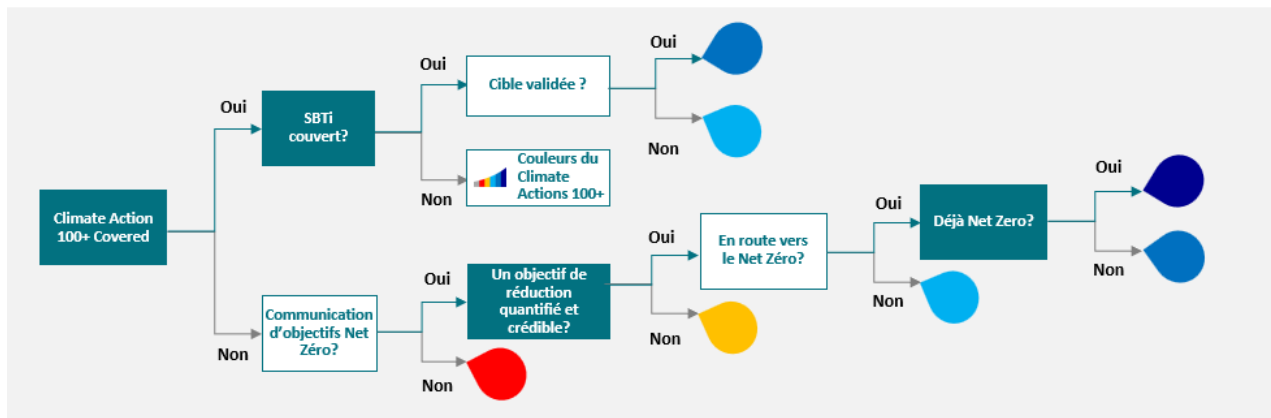 Oui
Cible validée ?
Oui
Non
Oui
SBTi
couvert?
Couleurs du
Climate
Actions 100+
Non
Climate Action
100+ Covered
Oui
Déjà Net Zero?
Oui
Non
Oui
En route vers
le Net Zéro?
Non
Oui
Un objectif de
réduction
quantifié et
crédible?
Non
Oui
Communication
d'objectifs Net
Zéro?
Non
Non